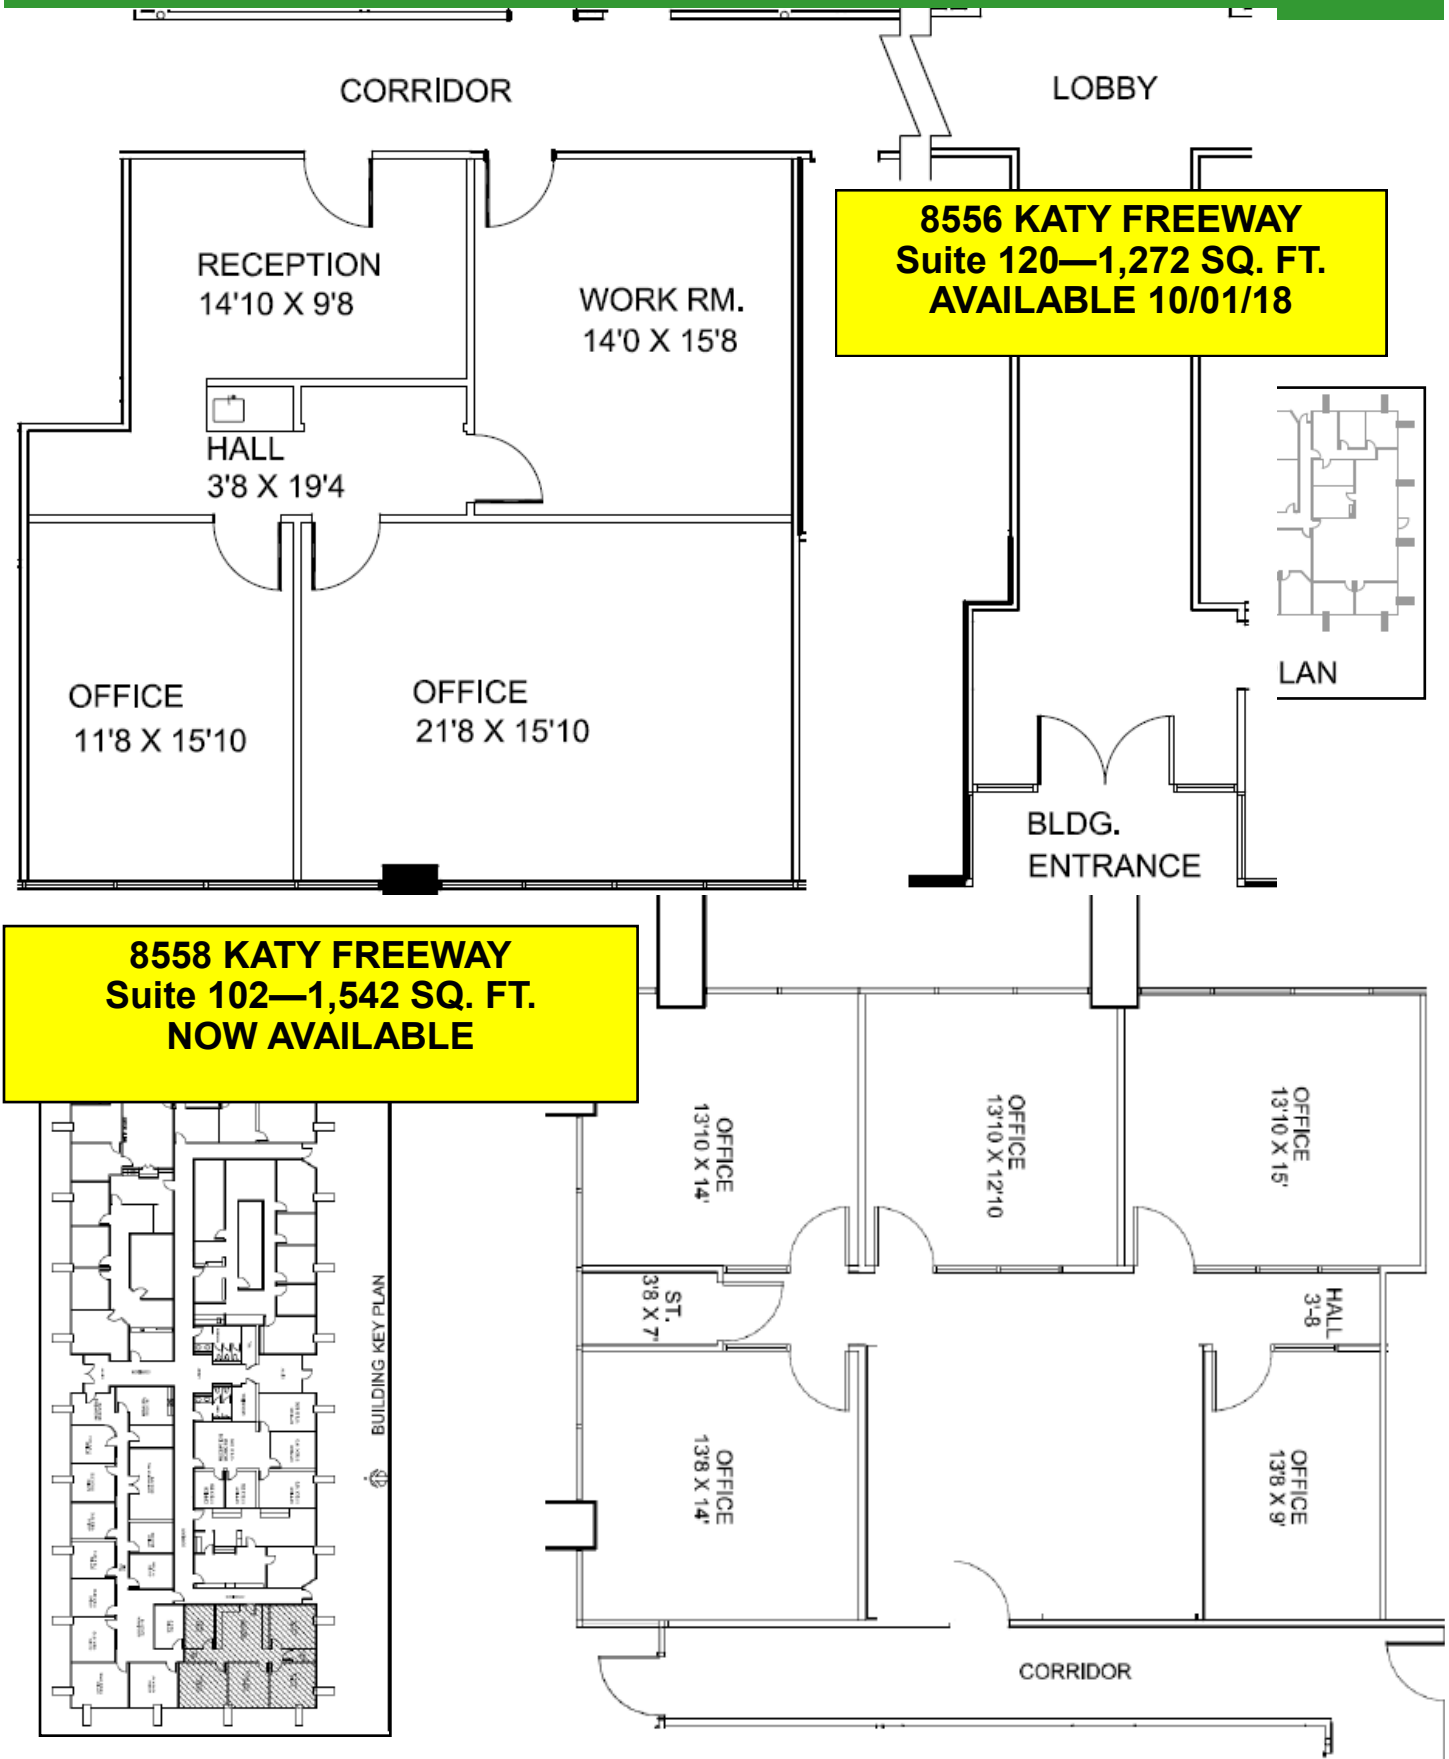 CORRIDOR
LOBBY
8556 KATY FREEWAY
Suite 120—1,272 SQ. FT.
AVAILABLE 10/01/18
RECEPTION
14'10 X 9'8
WORK RM.
14'0 X 15'8
HALL
3'8 X 19'4
OFFICE
11'8 X 15'10
OFFICE
21'8 X 15'10
LAN
BLDG.
ENTRANCE
8558 KATY FREEWAY
Suite 102—1,542 SQ. FT.
NOW AVAILABLE
OFFICE
13'10 X 14'
OFFICE
13'10 X 12'10
OFFICE
13'10 X 15'
ST.
3'8 X 7'
HALL
3'-8
BUILDING KEY PLAN
OFFICE
13'8 X 14'
OFFICE
13'8 X 9'
CORRIDOR